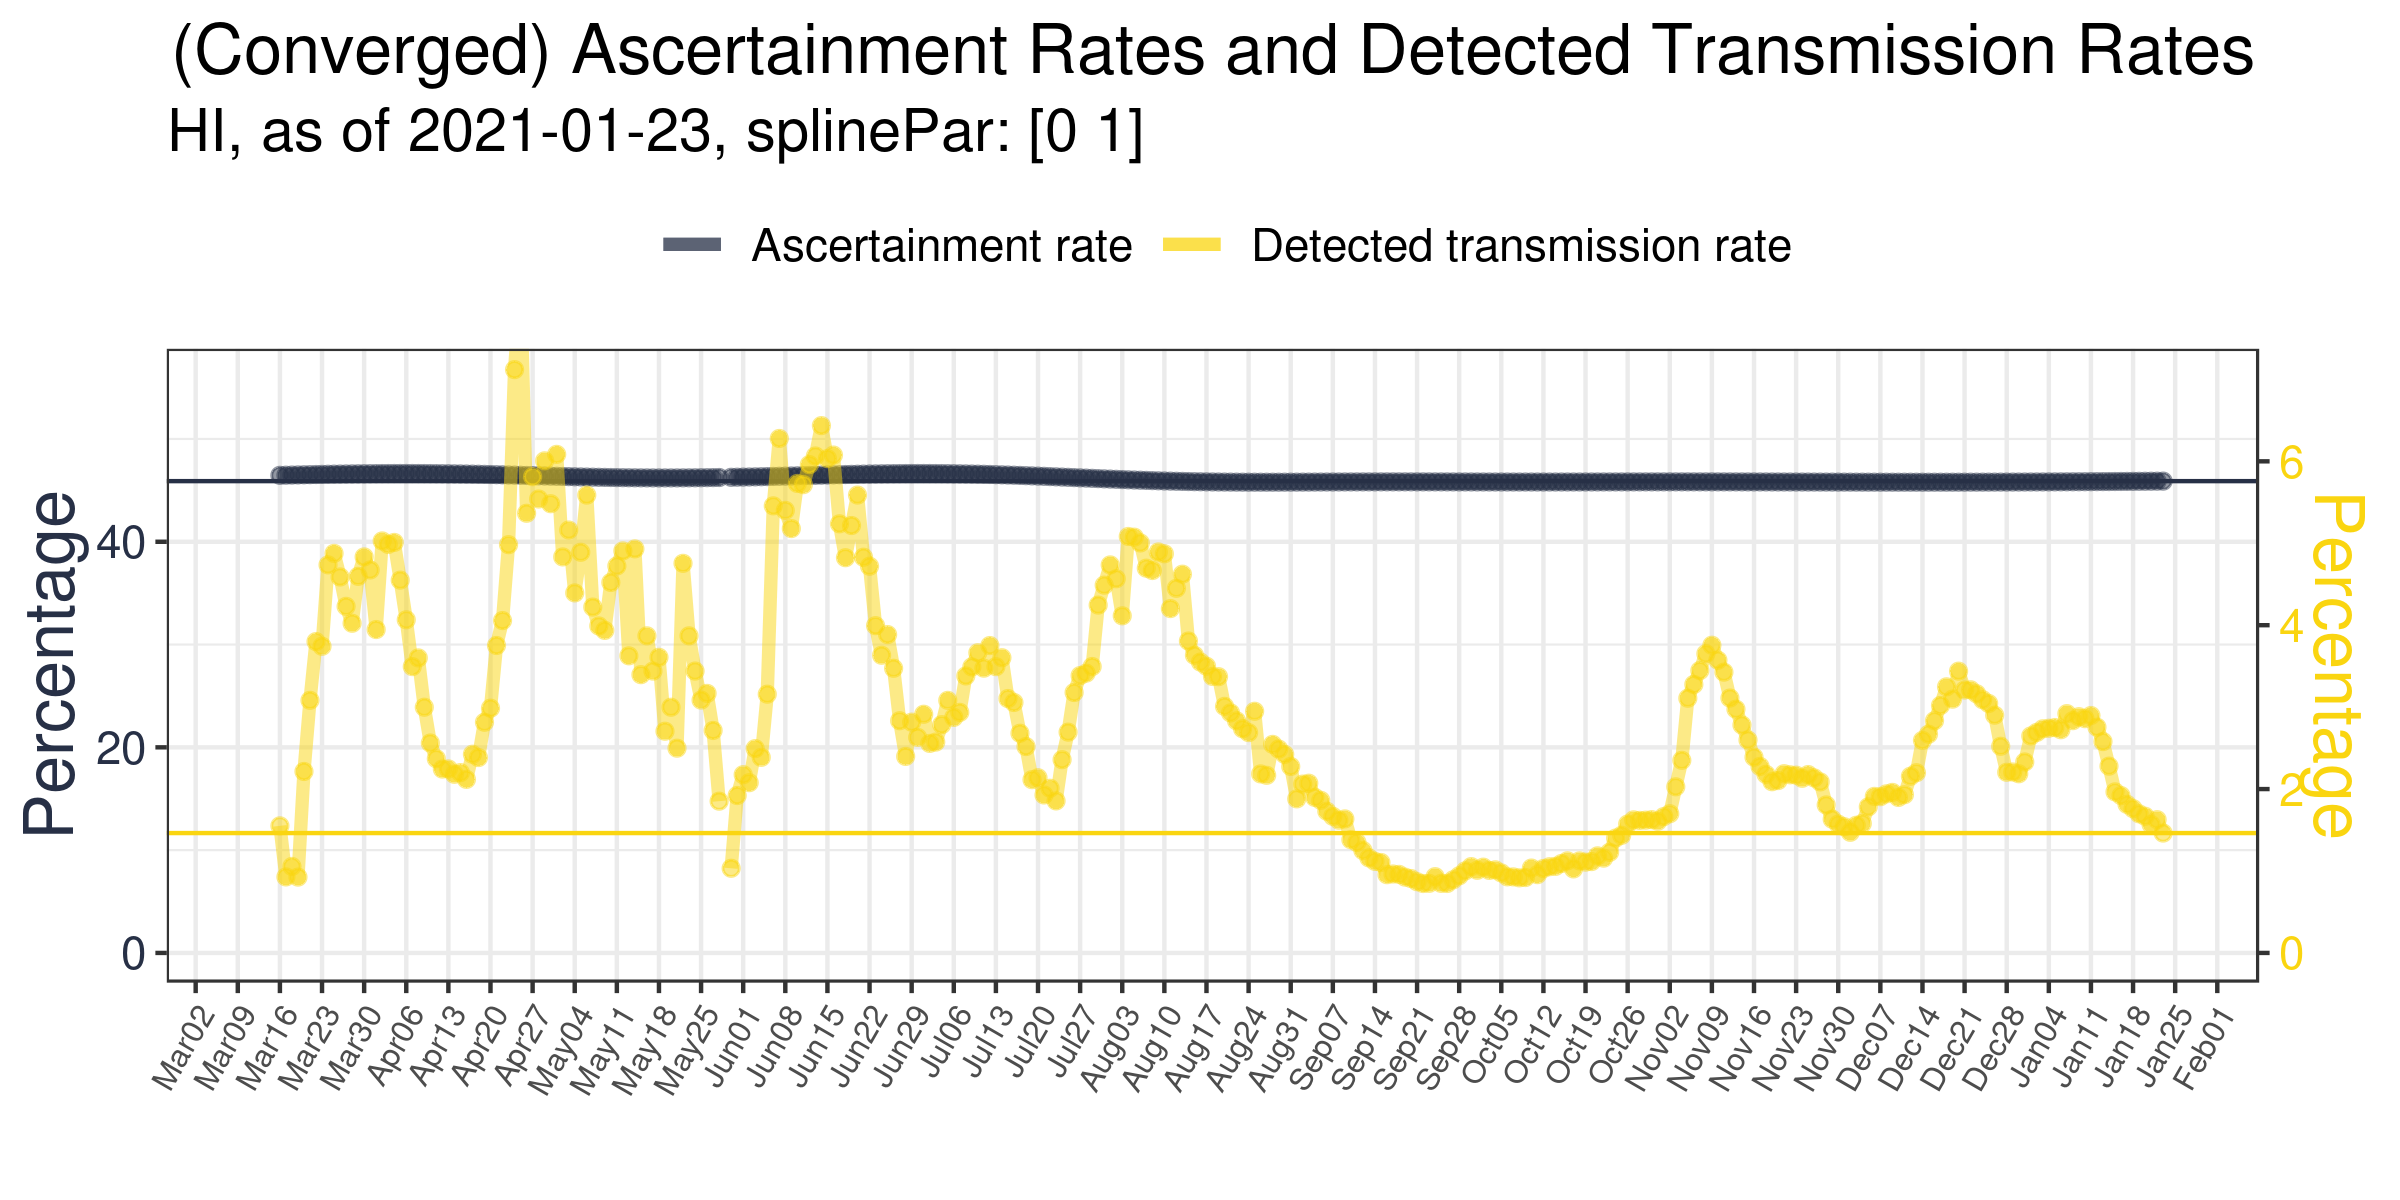 (Converged) Ascertainment Rates and Detected Transmission Rates
HI, as of 2021-01-23, splinePar: [0 1]
Ascertainment rate Detected transmission rate
Percentage
40
20
0
6
4
2
0
Percentage
Mar02 Mar09 Mar16 Mar23 Mar30 Apr06 Apr13 Apr20 Apr27 May04 May11 May18 May25 Jun01 Jun08 Jun15 Jun22 Jun29 Jul06 Jul13 Jul20 Jul27 Aug03 Aug10 Aug17 Aug24 Aug31 Sep07 Sep14 Sep21 Sep28 Oct05 Oct12 Oct19 Oct26 Nov02 Nov09 Nov16 Nov23 Nov30 Dec07 Dec14 Dec21 Dec28 Jan04 Jan11 Jan18 Jan25 Feb01